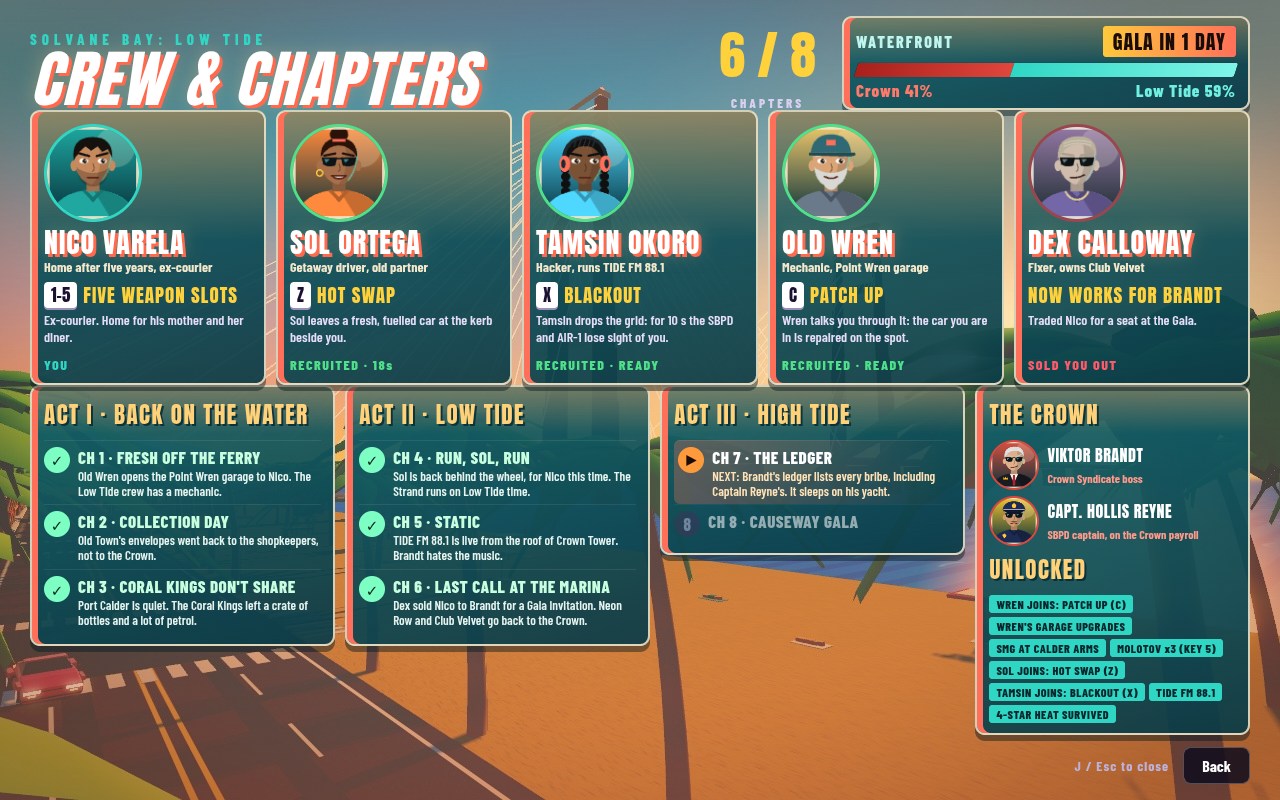 SOLVANE BAY: LOW TIDE
CREW & CHAPTERS
6 / 8
CHAPTERS
WATERFRONT
GALA IN 1 DAY
Crown 41%
Low Tide 59%
NICO VARELA
Home after five years, ex-courier
1-5 FIVE WEAPON SLOTS
Ex-courier. Home for his mother and her
diner.
YOU
SOL ORTEGA
Getaway driver, old partner
Z HOT SWAP
Sol leaves a fresh, fuelled car at the kerb
beside you.
RECRUITED · 18s
TAMSIN OKORO
Hacker, runs TIDE FM 88.1
X BLACKOUT
Tamsin drops the grid: for 10 s the SBPD
and AIR-1 lose sight of you.
RECRUITED · READY
OLD WREN
Mechanic, Point Wren garage
C PATCH UP
Wren talks you through it: the car you are
in is repaired on the spot.
RECRUITED · READY
DEX CALLOWAY
Fixer, owns Club Velvet
NOW WORKS FOR BRANDT
Traded Nico for a seat at the Gala.
SOLD YOU OUT
ACT I · BACK ON THE WATER
✓ CH 1 · FRESH OFF THE FERRY
Old Wren opens the Point Wren garage to Nico. The
Low Tide crew has a mechanic.
✓ CH 2 · COLLECTION DAY
Old Town's envelopes went back to the shopkeepers,
not to the Crown.
✓ CH 3 · CORAL KINGS DON'T SHARE
Port Calder is quiet. The Coral Kings left a crate of
bottles and a lot of petrol.
ACT II · LOW TIDE
✓ CH 4 · RUN, SOL, RUN
Sol is back behind the wheel, for Nico this time. The
Strand runs on Low Tide time.
✓ CH 5 · STATIC
TIDE FM 88.1 is live from the roof of Crown Tower.
Brandt hates the music.
✓ CH 6 · LAST CALL AT THE MARINA
Dex sold Nico to Brandt for a Gala invitation. Neon
Row and Club Velvet go back to the Crown.
ACT III · HIGH TIDE
▶ CH 7 · THE LEDGER
NEXT: Brandt's ledger lists every bribe, including
Captain Reyne's. It sleeps on his yacht.
8 CH 8 · CAUSEWAY GALA
THE CROWN
VIKTOR BRANDT
Crown Syndicate boss
CAPT. HOLLIS REYNE
SBPD captain, on the Crown payroll
UNLOCKED
WREN JOINS: PATCH UP (C)
WREN'S GARAGE UPGRADES
SMG AT CALDER ARMS MOLOTOV x3 (KEY 5)
SOL JOINS: HOT SWAP (Z)
TAMSIN JOINS: BLACKOUT (X) TIDE FM 88.1
4-STAR HEAT SURVIVED
J / Esc to close Back